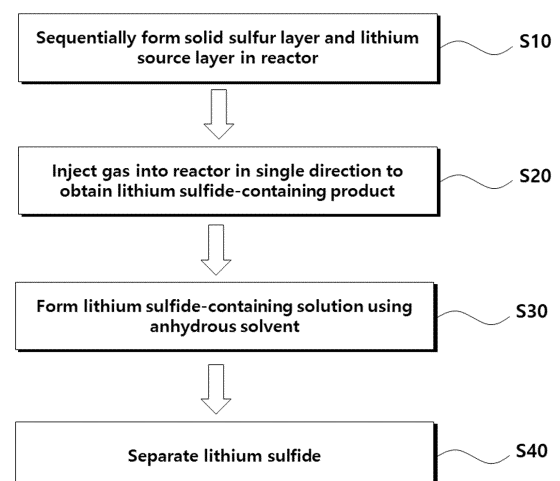 Sequentially form solid sulfur layer and lithium
source layer in reactor
S10
Inject gas into reactor in single direction to
obtain lithium sulfide-containing product
S20
Form lithium sulfide-containing solution using
anhydrous solvent
S30
Separate lithium sulfide
S40